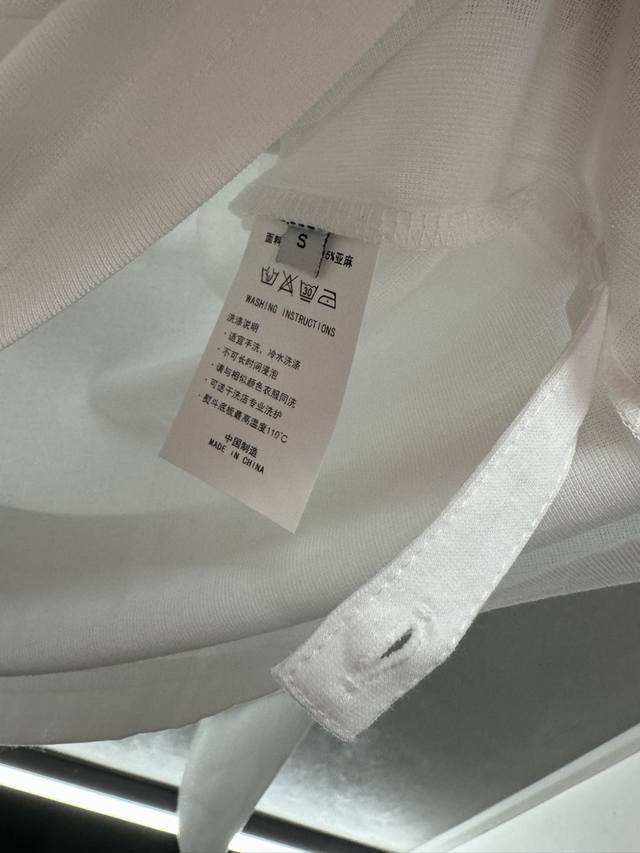 S
面料 5%亚麻
30
WASHING INSTRUCTIONS
洗涤说明
·适宜手洗，冷水洗涤
·不可长时间浸泡
·请与相似颜色衣服同洗
·可送干洗店专业洗护
·熨斗底板最高温度110℃
中国制造
MADE IN CHINA